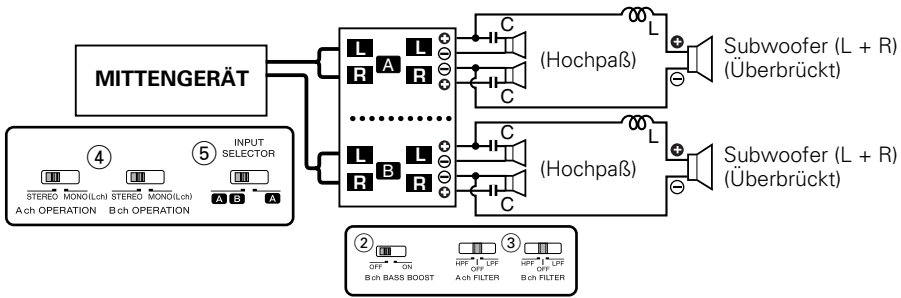 MITTENGERÄT
L L
A
R R
L L
B
R R
C
C
L
(Hochpaß)
Subwoofer (L + R)
(Überbrückt)
C
C
L
(Hochpaß)
Subwoofer (L + R)
(Überbrückt)
④
⑤ INPUT
SELECTOR
STEREO MONO(Lch)
A ch OPERATION
STEREO MONO(Lch)
B ch OPERATION
A B A
②
OFF ON
B ch BASS BOOST
③
HPF LPF
OFF
A ch FILTER
HPF LPF
OFF
B ch FILTER